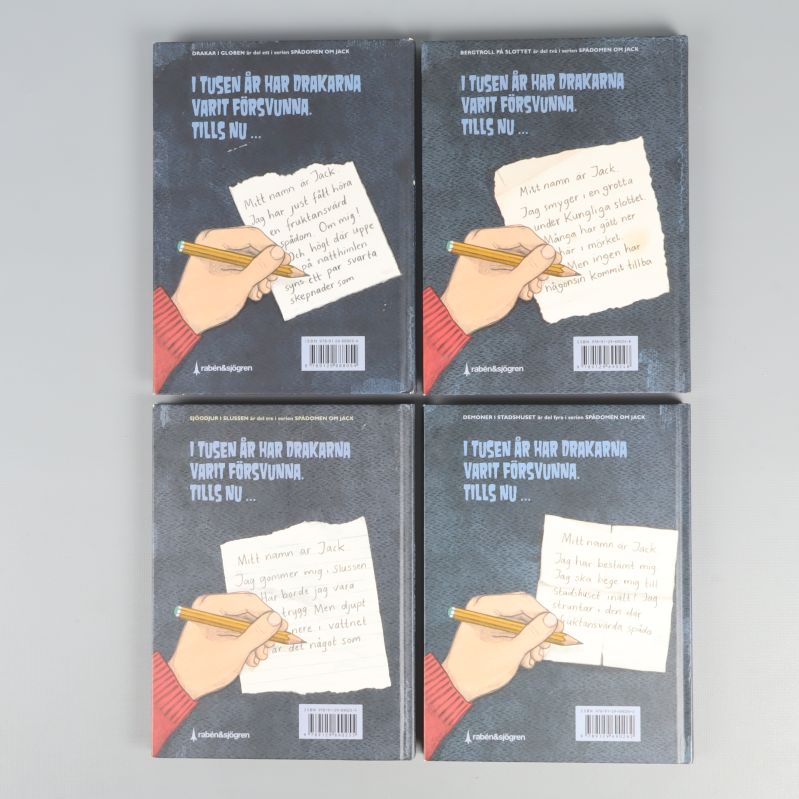 DRAKAR I GLOBEN är del ett i serien SPÅDOMEN OM JACK
I TUSEN ÅR HAR DRAKARNA
VARIT FÖRSVUNNA.
TILLS NU ...
Mitt namn är Jack.
Jag har just fått höra
en fruktansvärd
spådom. Om mig!
Och högt där uppe
på natthimlen
syns ett par svarta
skepnader som
rabén&sjögren
BERGTROLL PÅ SLOTTET är del två i serien SPÅDOMEN OM JACK
I TUSEN ÅR HAR DRAKARNA
VARIT FÖRSVUNNA.
TILLS NU ...
Mitt namn är Jack.
Jag smyger i en grotta
under Kungliga slottet.
Många har gått ner
här i mörket.
Men ingen har
någonsin kommit tillba
rabén&sjögren
SJÖODJUR I SLUSSEN är del tre i serien SPÅDOMEN OM JACK
I TUSEN ÅR HAR DRAKARNA
VARIT FÖRSVUNNA.
TILLS NU ...
Mitt namn är Jack.
Jag gömmer mig i Slussen
Här borde jag vara
trygg Men djupt
nere i vattnet
är det något som
rabén&sjögren
DEMONER I STADSHUSET är del fyra i serien SPÅDOMEN OM JACK
I TUSEN ÅR HAR DRAKARNA
VARIT FÖRSVUNNA.
TILLS NU ...
Mitt namn är Jack.
Jag har bestämt mig
Jag ska bege mig till
Stadshuset inatt! Jag
struntar i den där
fruktansvärda spådo
rabén&sjögren